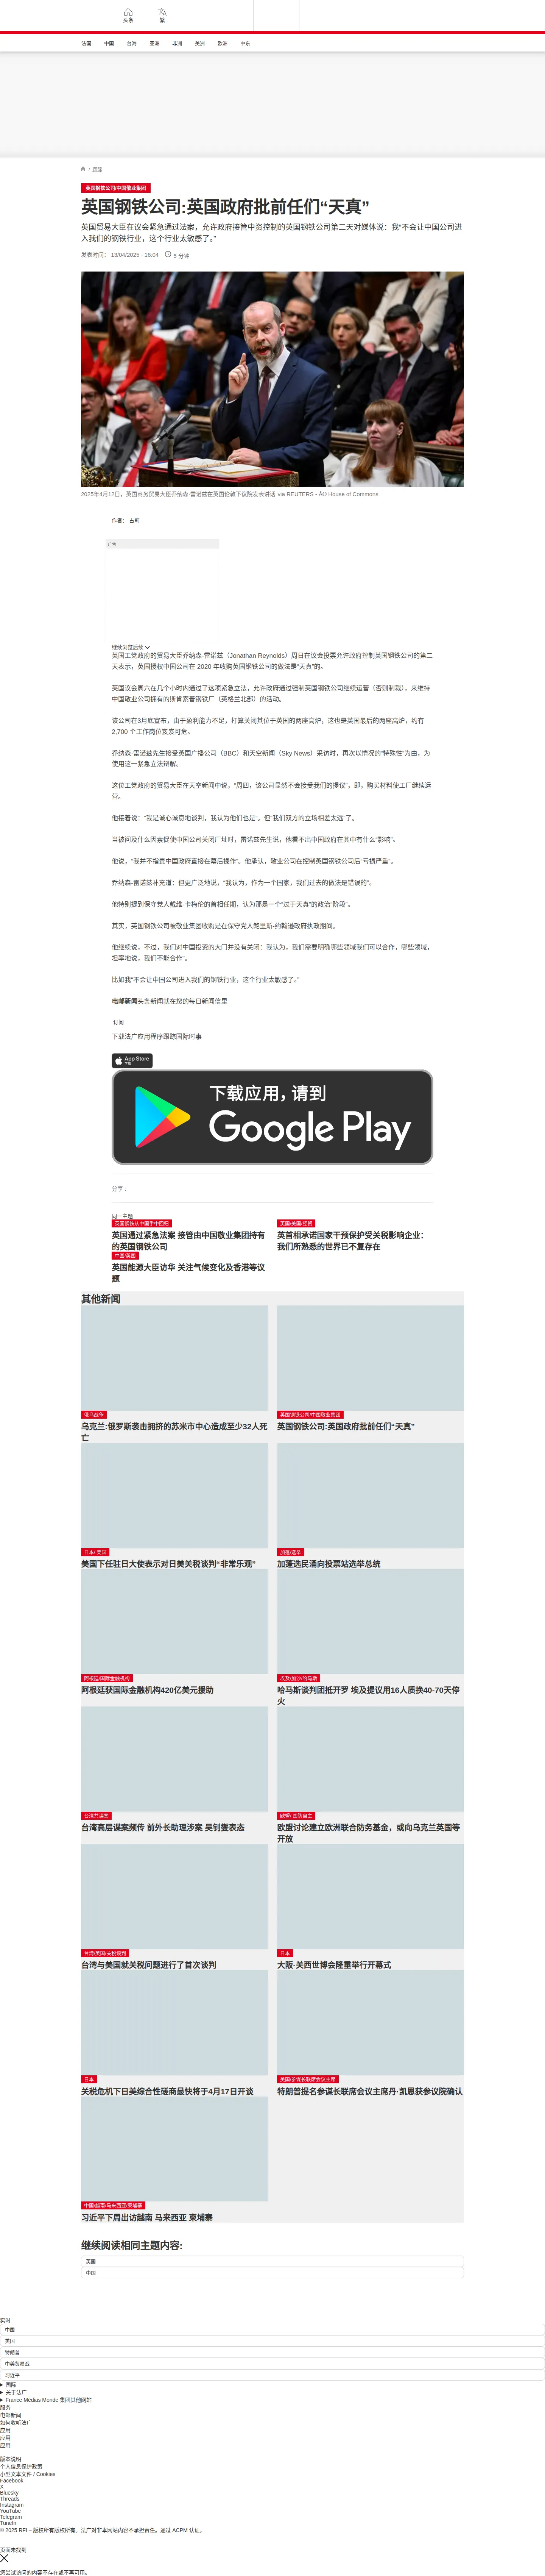 头条
繁
法国
中国
台海
亚洲
非洲
美洲
欧洲
中东
/ 国际
英国钢铁公司/中国敬业集团
英国钢铁公司:英国政府批前任们“天真”
英国贸易大臣在议会紧急通过法案，允许政府接管中资控制的英国钢铁公司第二天对媒体说：我“不会让中国公司进
入我们的钢铁行业，这个行业太敏感了。”
发表时间： 13/04/2025 - 16:04
5 分钟
2025年4月12日，英国商务贸易大臣乔纳森·雷诺兹在英国伦敦下议院发表讲话 via REUTERS - Â© House of Commons
作者： 古莉
广告
继续浏览后续
英国工党政府的贸易大臣乔纳森·雷诺兹（Jonathan Reynolds）周日在议会投票允许政府控制英国钢铁公司的第二
天表示，英国授权中国公司在 2020 年收购英国钢铁公司的做法是“天真”的。
英国议会周六在几个小时内通过了这项紧急立法，允许政府通过强制英国钢铁公司继续运营（否则制裁），来维持
中国敬业公司拥有的斯肯索普钢铁厂（英格兰北部）的活动。
该公司在3月底宣布，由于盈利能力不足，打算关闭其位于英国的两座高炉，这也是英国最后的两座高炉，约有
2,700 个工作岗位岌岌可危。
乔纳森·雷诺兹先生接受英国广播公司（BBC）和天空新闻（Sky News）采访时，再次以情况的“特殊性”为由，为
使用这一紧急立法辩解。
这位工党政府的贸易大臣在天空新闻中说，“周四，该公司显然不会接受我们的提议”，即，购买材料使工厂继续运
营。
他接着说：“我是诚心诚意地谈判，我认为他们也是”。但“我们双方的立场相差太远”了。
当被问及什么因素促使中国公司关闭厂址时，雷诺兹先生说，他看不出中国政府在其中有什么“影响”。
他说，“我并不指责中国政府直接在幕后操作”。他承认，敬业公司在控制英国钢铁公司后“亏损严重”。
乔纳森·雷诺兹补充道：但更广泛地说，“我认为，作为一个国家，我们过去的做法是错误的”。
他特别提到保守党人戴维·卡梅伦的首相任期，认为那是一个“过于天真”的政治“阶段”。
其实，英国钢铁公司被敬业集团收购是在保守党人鲍里斯·约翰逊政府执政期间。
他继续说，不过，我们对中国投资的大门并没有关闭：我认为，我们需要明确哪些领域我们可以合作，哪些领域，
坦率地说，我们不能合作”。
比如我“不会让中国公司进入我们的钢铁行业，这个行业太敏感了。”
电邮新闻头条新闻就在您的每日新闻信里
订阅
下载法广应用程序跟踪国际时事
App Store
下载
下载应用，请到
Google Play
分享 :
同一主题
英国钢铁从中国手中回归
英国通过紧急法案 接管由中国敬业集团持有
的英国钢铁公司
英国/美国/经贸
英首相承诺国家干预保护受关税影响企业：
我们所熟悉的世界已不复存在
中国/英国
英国能源大臣访华 关注气候变化及香港等议
题
其他新闻
俄乌战争
乌克兰:俄罗斯袭击拥挤的苏米市中心造成至少32人死
亡
英国钢铁公司/中国敬业集团
英国钢铁公司:英国政府批前任们“天真”
日本/ 美国
美国下任驻日大使表示对日美关税谈判“非常乐观”
加蓬/选举
加蓬选民涌向投票站选举总统
阿根廷/国际金融机构
阿根廷获国际金融机构420亿美元援助
埃及/加沙/哈马斯
哈马斯谈判团抵开罗 埃及提议用16人质换40-70天停
火
台湾共谍案
台湾高层谍案频传 前外长助理涉案 吴钊燮表态
欧盟/ 国防自主
欧盟讨论建立欧洲联合防务基金，或向乌克兰英国等
开放
台湾/美国/关税谈判
台湾与美国就关税问题进行了首次谈判
日本
大阪·关西世博会隆重举行开幕式
日本
关税危机下日美综合性磋商最快将于4月17日开谈
美国/参谋长联席会议主席
特朗普提名参谋长联席会议主席丹·凯恩获参议院确认
中国/越南/马来西亚/柬埔寨
习近平下周出访越南 马来西亚 柬埔寨
继续阅读相同主题内容:
英国
中国
实时
中国
美国
特朗普
中美贸易战
习近平
国际
关于法广
France Médias Monde 集团其他网站
服务
电邮新闻
如何收听法广
应用
应用
应用
版本说明
个人信息保护政策
小型文本文件 / Cookies
Facebook
X
Bluesky
Threads
Instagram
YouTube
Telegram
TuneIn
© 2025 RFI – 版权所有版权所有。法广对非本网站内容不承担责任。通过 ACPM 认证。
页面未找到
您尝试访问的内容不存在或不再可用。